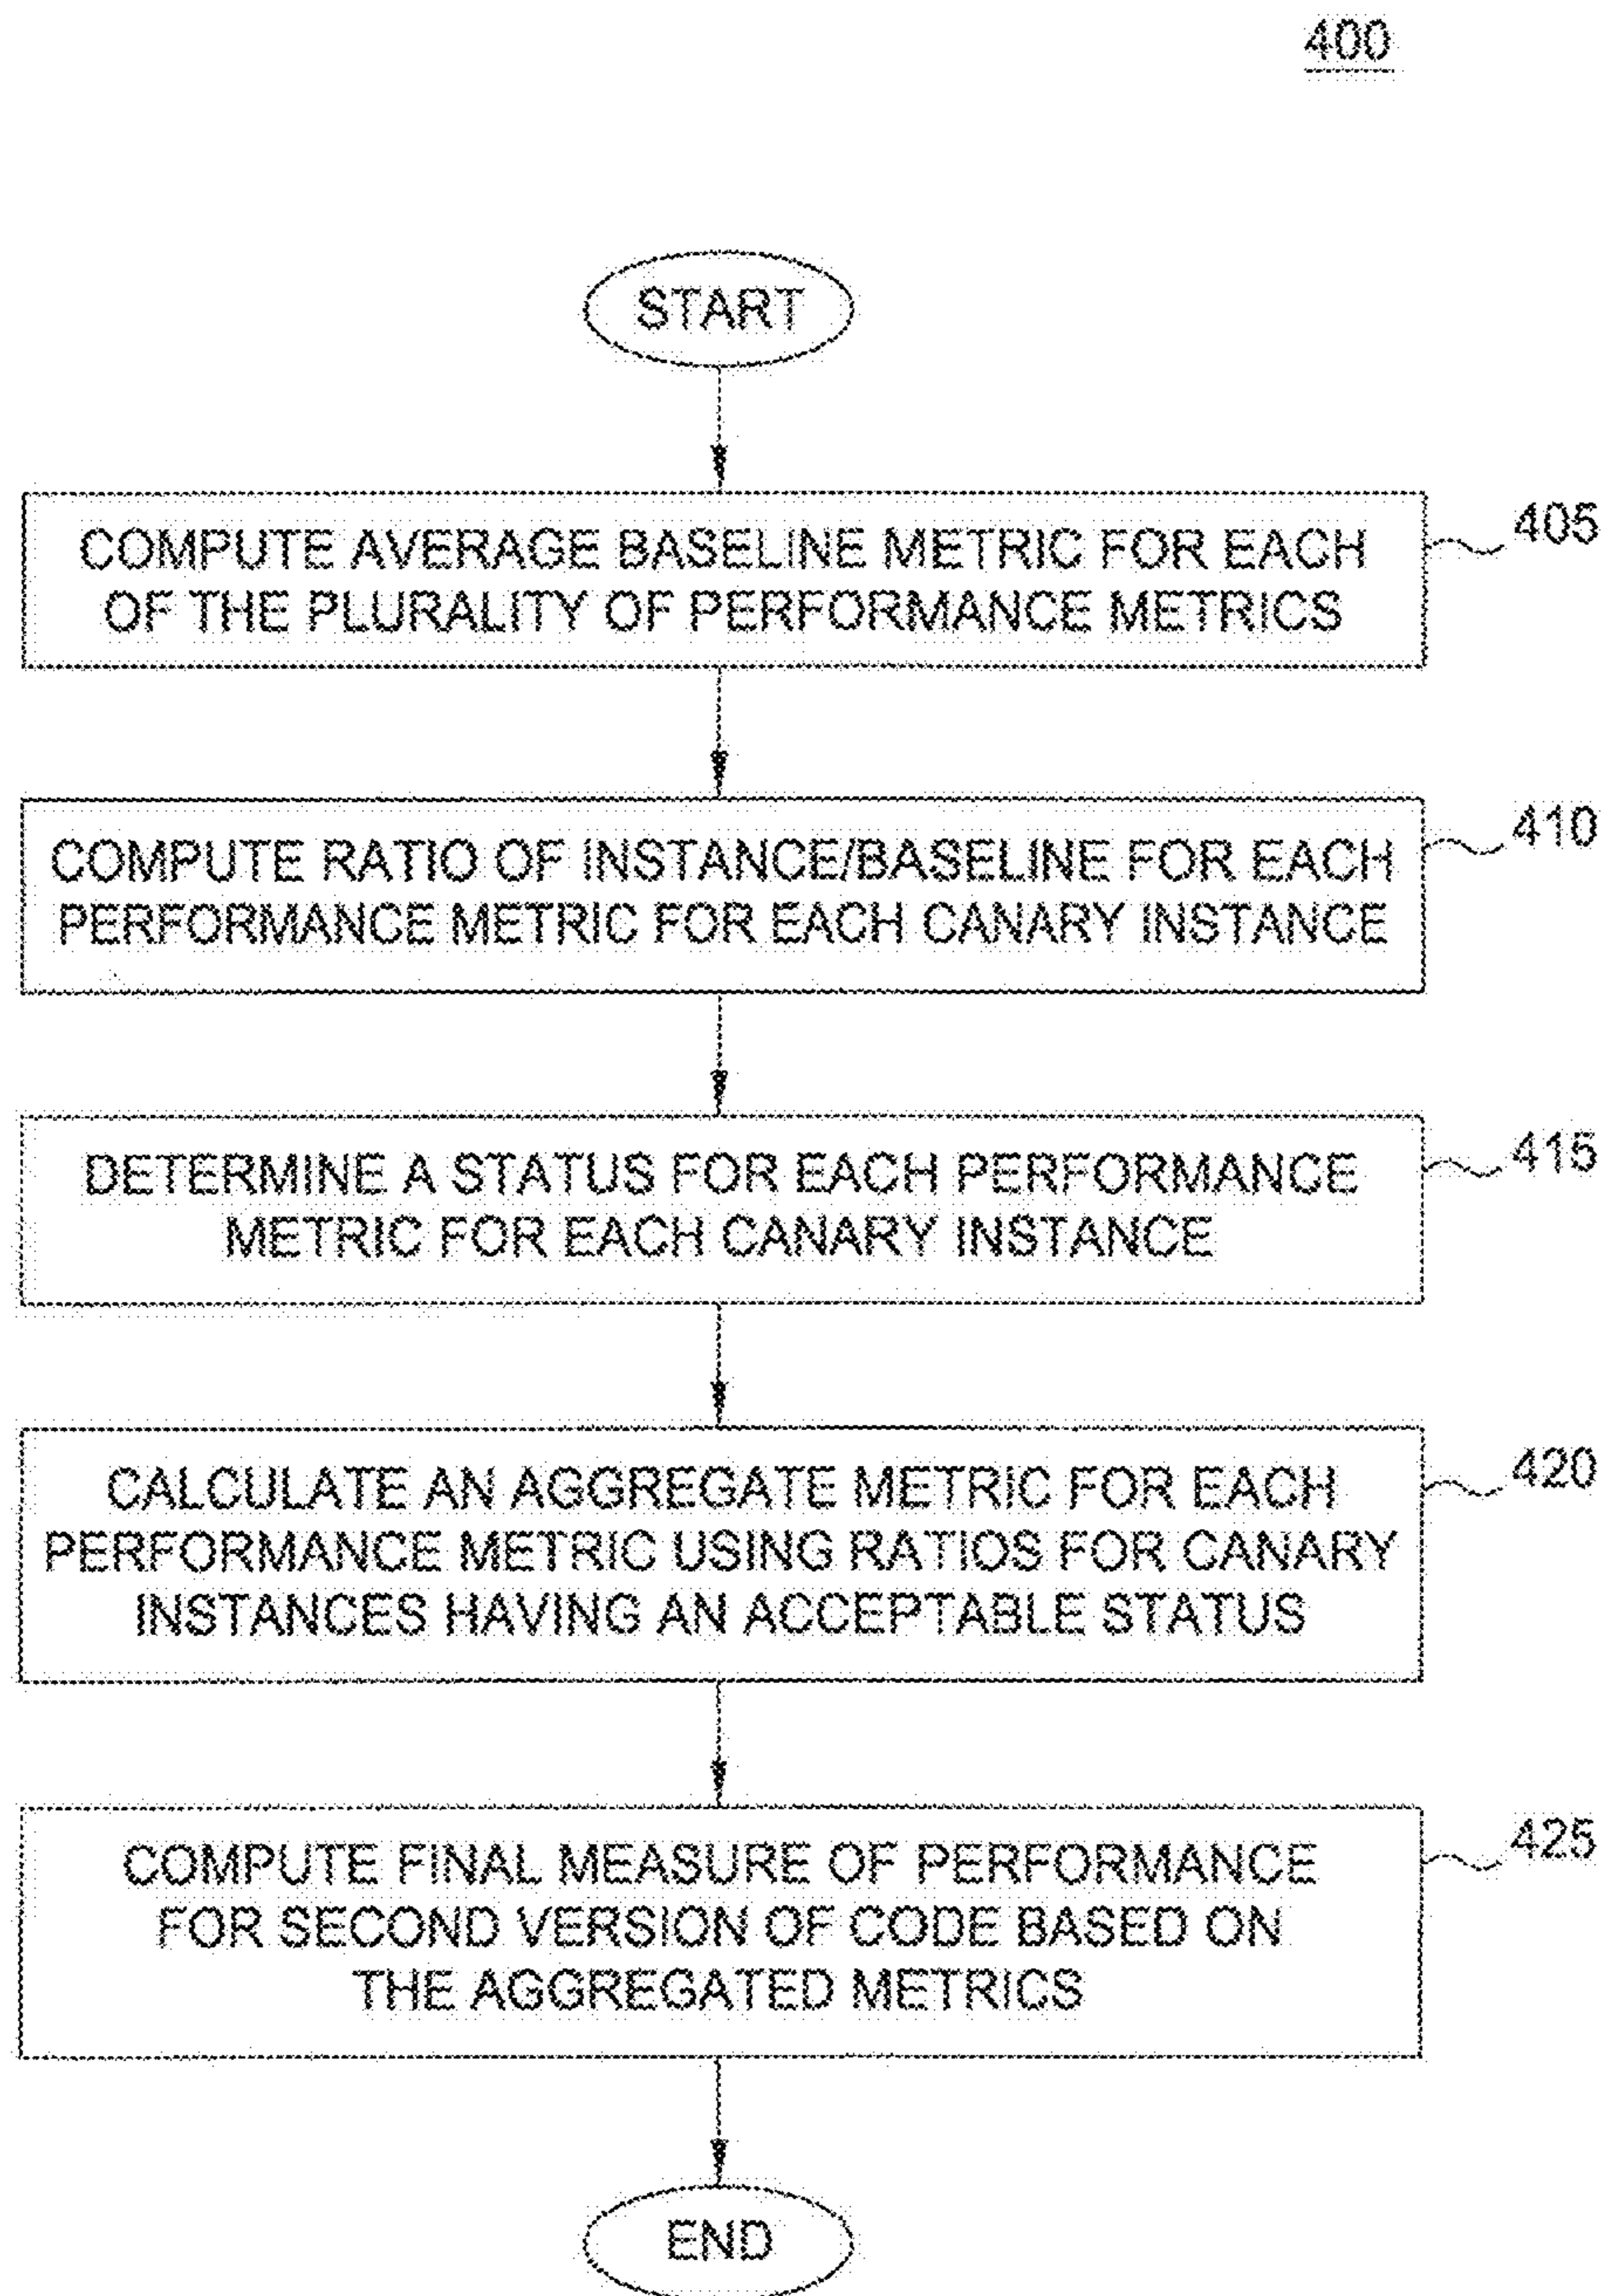 400
START
COMPUTE AVERAGE BASELINE METRIC FOR EACH
OF THE PLURALITY OF PERFORMANCE METRICS
405
COMPUTE RATIO OF INSTANCE/BASELINE FOR EACH
PERFORMANCE METRIC FOR EACH CANARY INSTANCE
410
DETERMINE A STATUS FOR EACH PERFORMANCE
METRIC FOR EACH CANARY INSTANCE
415
CALCULATE AN AGGREGATE METRIC FOR EACH
PERFORMANCE METRIC USING RATIOS FOR CANARY
INSTANCES HAVING AN ACCEPTABLE STATUS
420
COMPUTE FINAL MEASURE OF PERFORMANCE
FOR SECOND VERSION OF CODE BASED ON
THE AGGREGATED METRICS
425
END